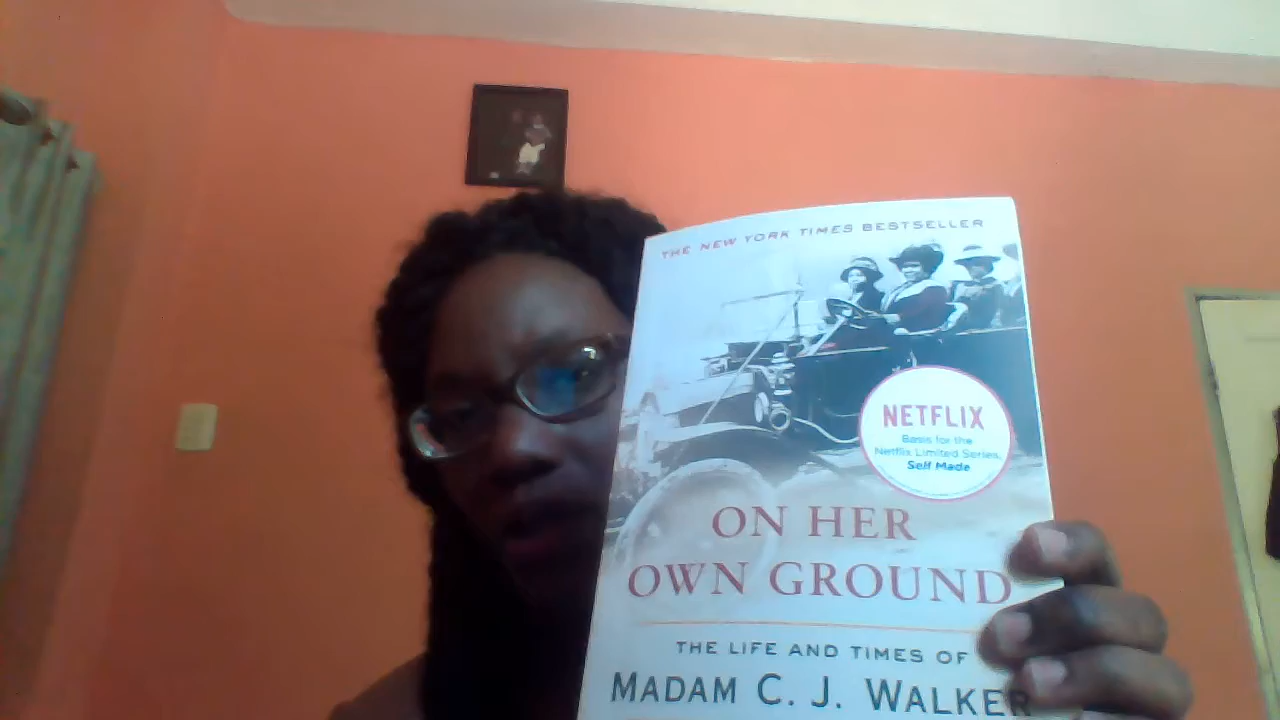 THE NEW YORK TIMES BESTSELLER
NETFLIX
Basis for the
Netflix Limited Series,
Self Made
ON HER
OWN GROUND
THE LIFE AND TIMES OF
MADAM C. J. WALKER